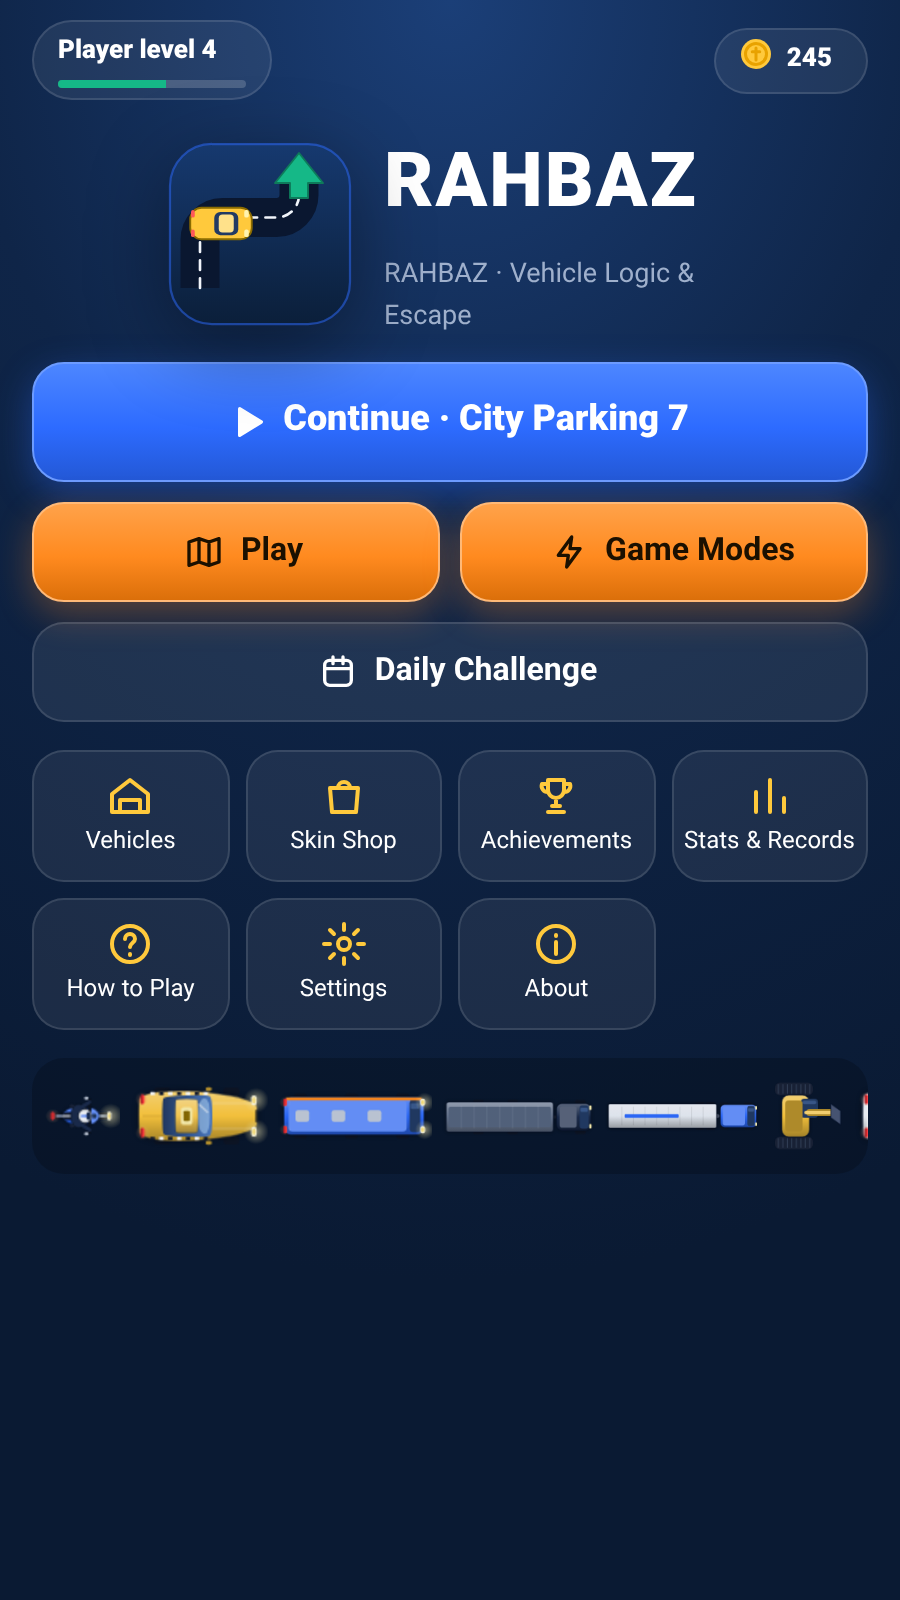 Player level 4
245
RAHBAZ
RAHBAZ · Vehicle Logic &
Escape
Continue · City Parking 7
Play
Game Modes
Daily Challenge
Vehicles
Skin Shop
Achievements
Stats & Records
How to Play
Settings
About